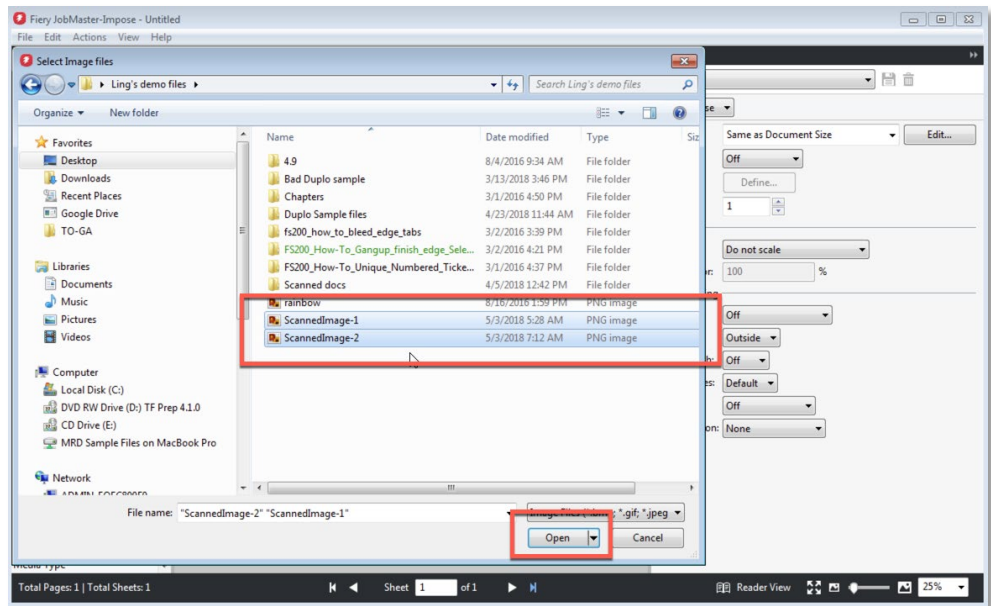 Fiery JobMaster-Impose - Untitled
File Edit Actions View Help
Select Image files
Ling's demo files
Search Ling's demo files
Organize New folder
Favorites
Desktop
Downloads
Recent Places
Google Drive
TO-GA
Libraries
Documents
Music
Pictures
Videos
Computer
Local Disk (C:)
DVD RW Drive (D:) TF Prep 4.1.0
CD Drive (E:)
MRD Sample Files on MacBook Pro
Network
Name Date modified Type Siz
4.9 8/4/2016 9:34 AM File folder
Bad Duplo sample 3/13/2018 3:46 PM File folder
Chapters 3/1/2016 4:50 PM File folder
Duplo Sample files 4/23/2018 11:44 AM File folder
fs200_how_to_bleed_edge_tabs 3/2/2016 3:39 PM File folder
FS200_How-To_Gangup_finish_edge_Sele... 3/2/2016 4:21 PM File folder
FS200_How-To_Unique_Numbered_Ticke... 3/1/2016 4:37 PM File folder
Scanned docs 4/5/2018 12:42 PM File folder
rainbow 8/16/2016 1:59 PM PNG image
ScannedImage-1 5/3/2018 5:28 AM PNG image
ScannedImage-2 5/3/2018 7:12 AM PNG image
File name: "ScannedImage-2" "ScannedImage-1"
*.gif; *.jpeg
Open Cancel
se
Same as Document Size Edit...
Off
Define...
1
Do not scale
or: 100 %
Off
Outside
h: Off
es: Default
Off
on: None
Total Pages: 1 | Total Sheets: 1 Sheet 1 of 1 Reader View 25%